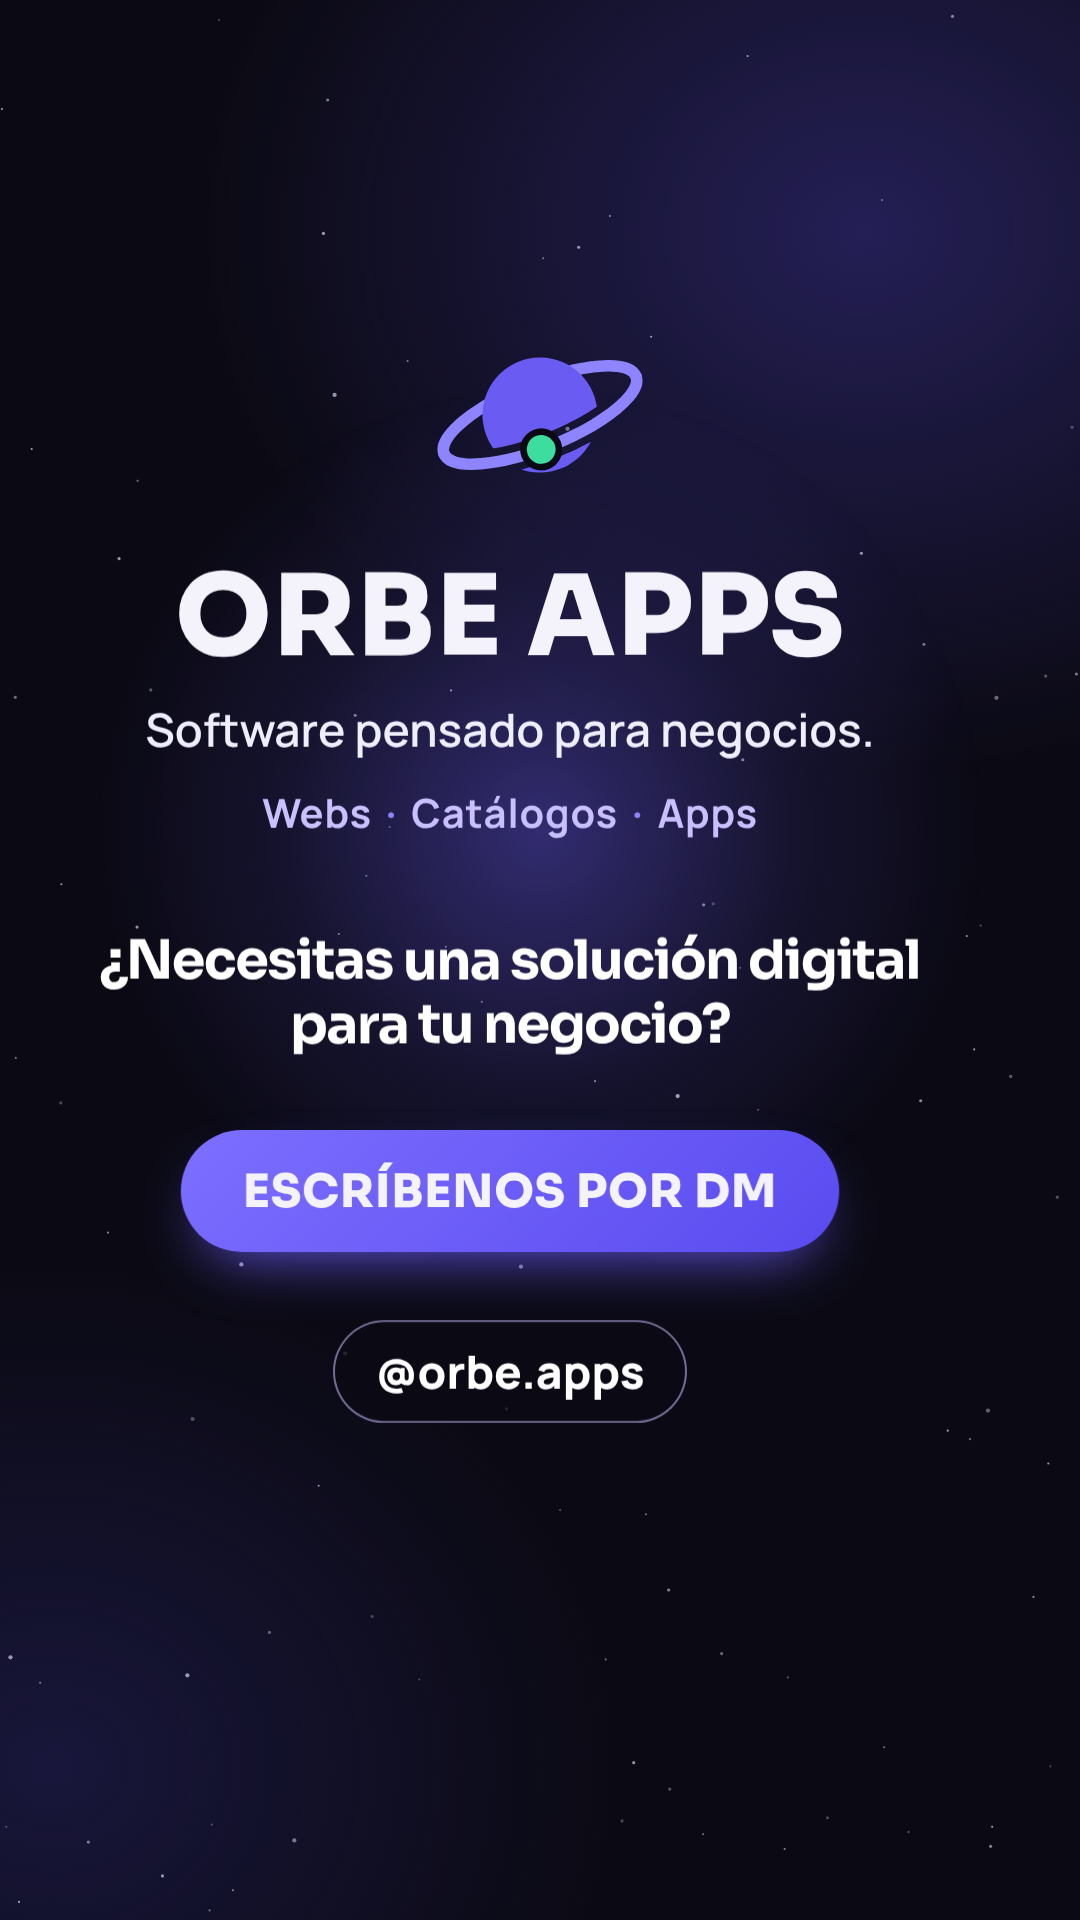 ORBE APPS
Software pensado para negocios.
Webs · Catálogos · Apps
¿Necesitas una solución digital
para tu negocio?
ESCRÍBENOS POR DM
@orbe.apps